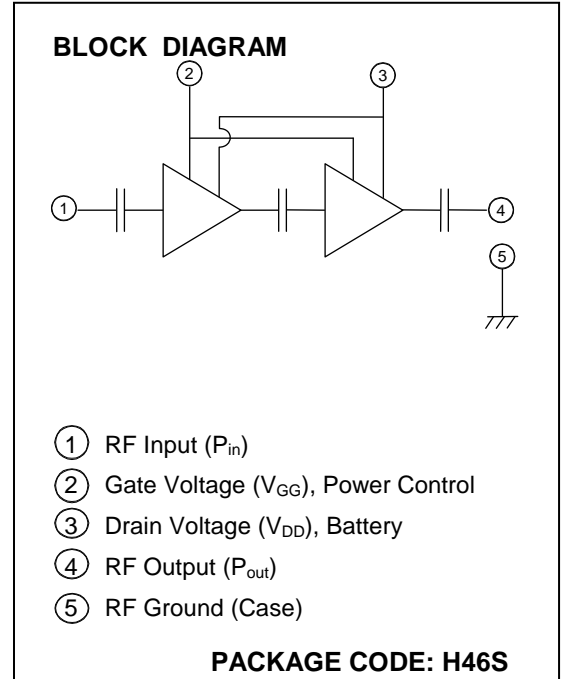 BLOCK DIAGRAM
② ③
① ④
⑤
① RF Input (Pin)
② Gate Voltage (VGG), Power Control
③ Drain Voltage (VDD), Battery
④ RF Output (Pout)
⑤ RF Ground (Case)
PACKAGE CODE: H46S